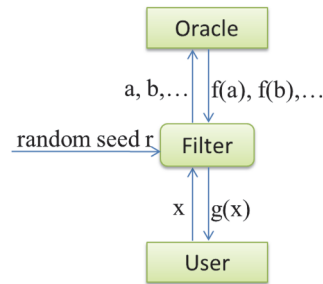 Oracle
a, b,... f(a), f(b),...
random seed r
Filter
x g(x)
User